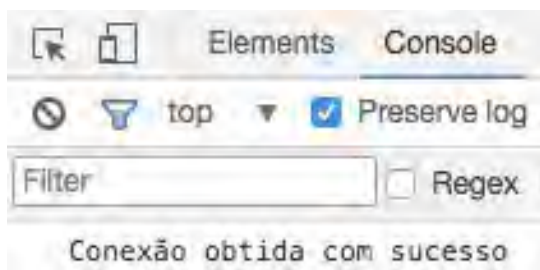 Elements Console
top Preserve log
Filter Regex
Conexão obtida com sucesso